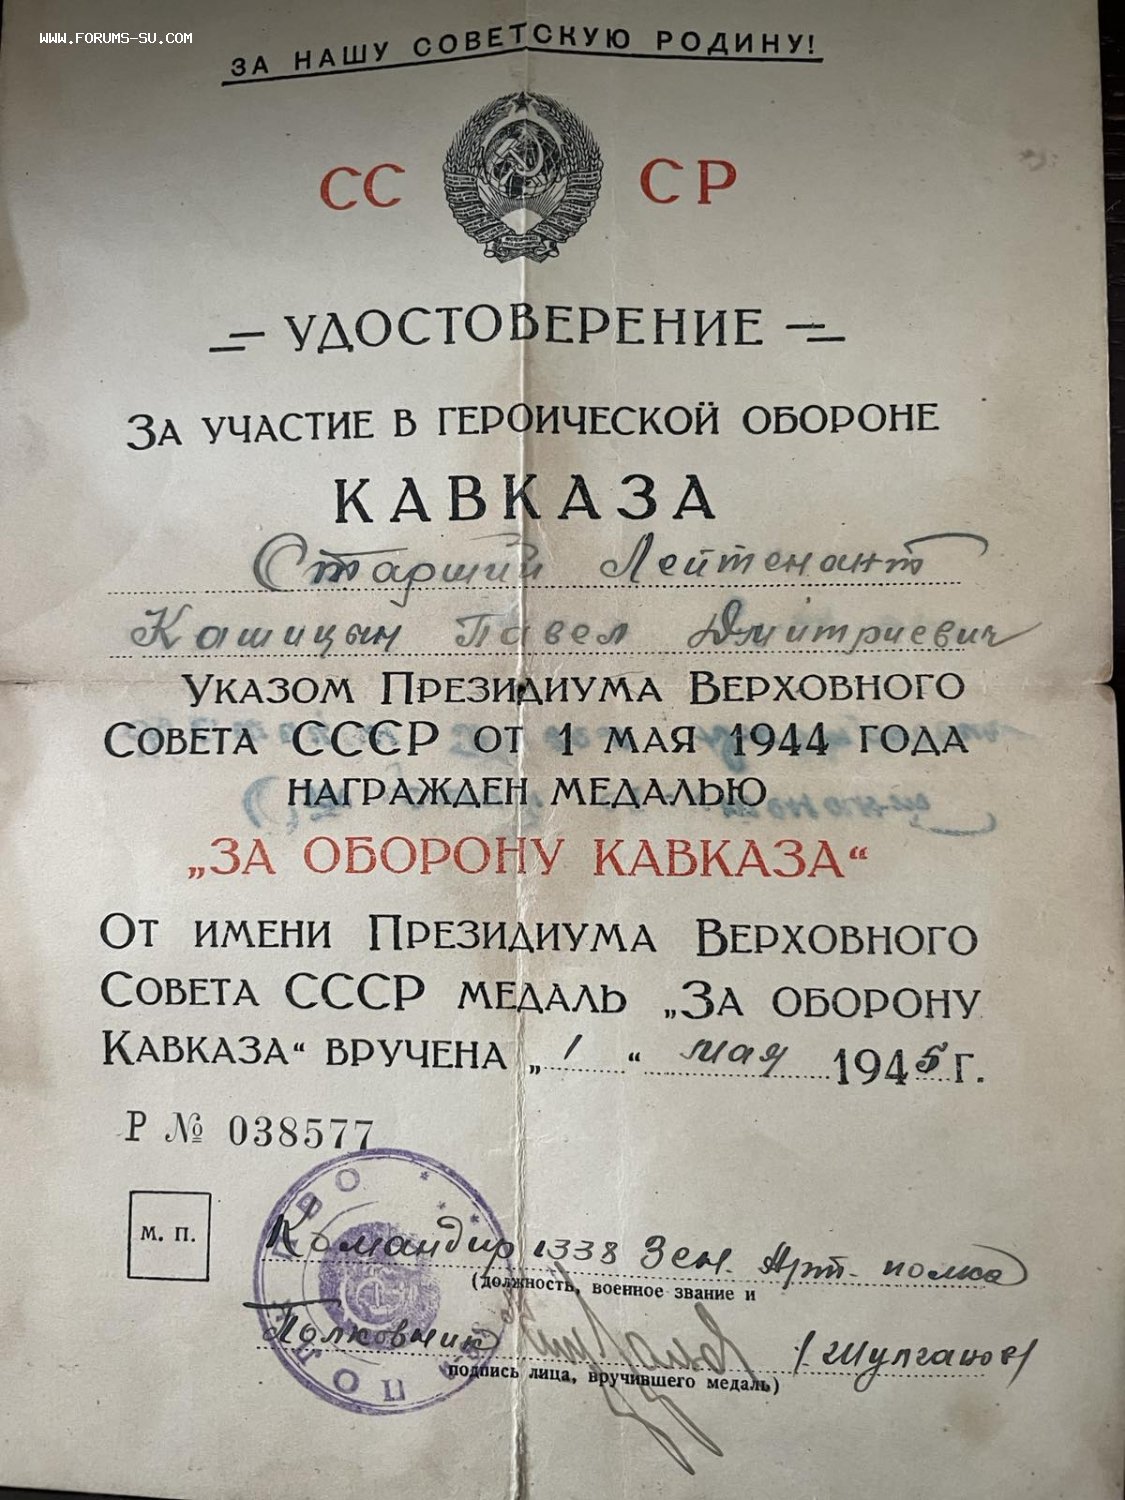 WWW.FORUMS-SU.COM
ЗА НАШУ СОВЕТСКУЮ РОДИНУ!
СС СР
УДОСТОВЕРЕНИЕ
ЗА УЧАСТИЕ В ГЕРОИЧЕСКОЙ ОБОРОНЕ
КАВКАЗА
Старший Лейтенант
Кашицын Павел Дмитриевич
УКАЗОМ ПРЕЗИДИУМА ВЕРХОВНОГО
СОВЕТА СССР ОТ 1 МАЯ 1944 ГОДА
НАГРАЖДЕН МЕДАЛЬЮ
„ЗА ОБОРОНУ КАВКАЗА“
ОТ ИМЕНИ ПРЕЗИДИУМА ВЕРХОВНОГО
СОВЕТА СССР МЕДАЛЬ „ЗА ОБОРОНУ
КАВКАЗА“ ВРУЧЕНА „1“ мая 1945 г.
Р № 038577
М. П.
Командир 1338 Зен. Арт. полка
(должность, военное звание и
Полковник /Шулганов/
подпись лица, вручившего медаль)